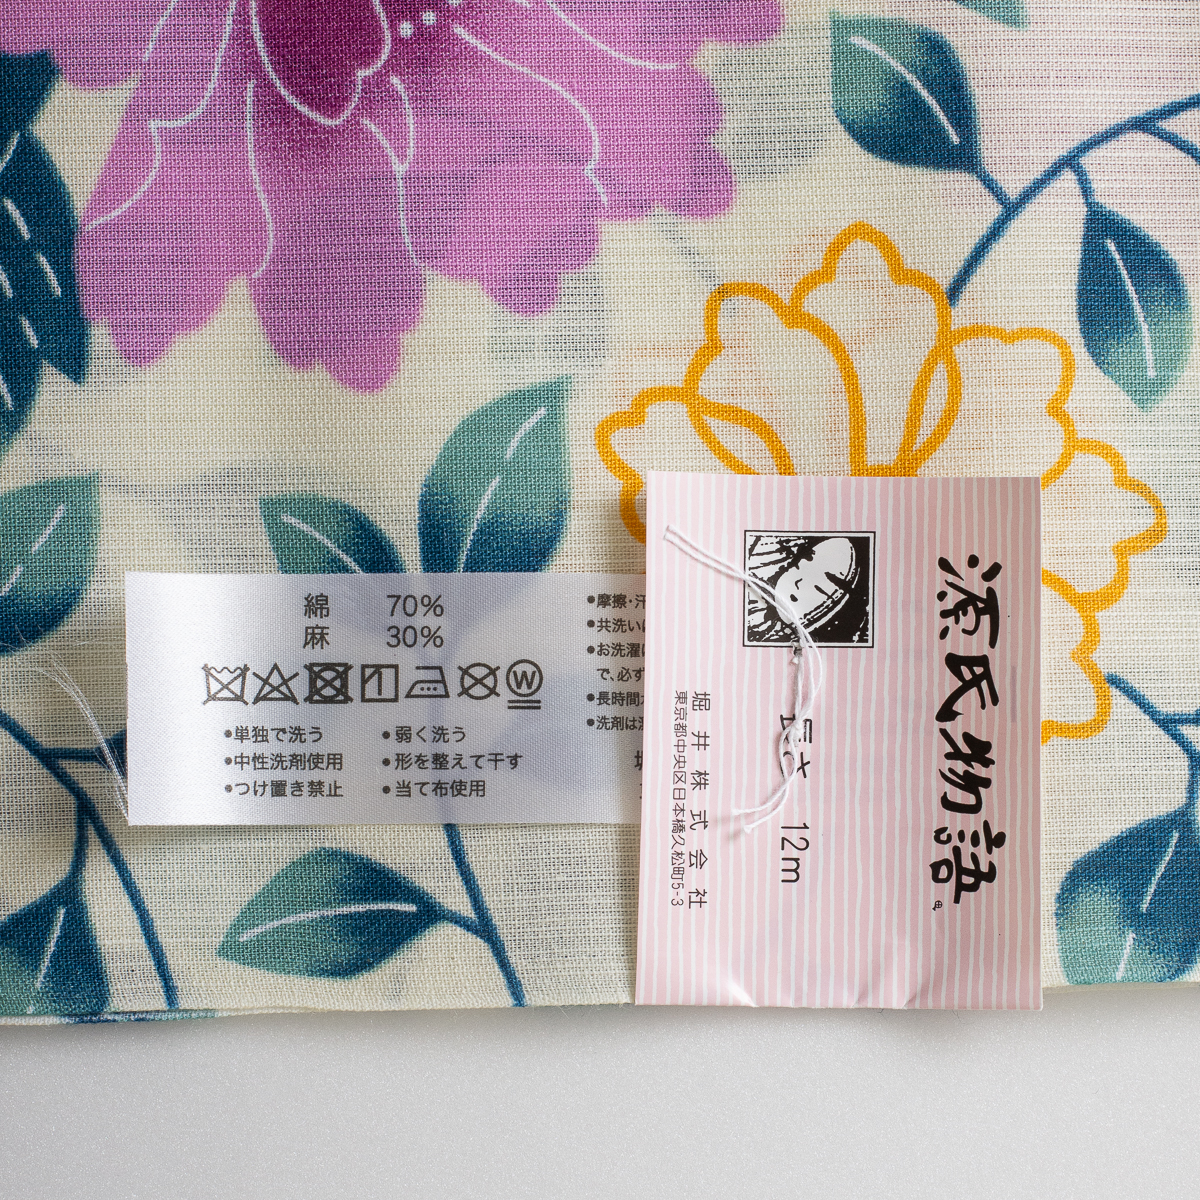 綿 70%
麻 30%
W
•単独で洗う
•中性洗剤使用
•つけ置き禁止
•弱く洗う
•形を整えて干す
•当て布使用
•摩擦・汗
•共洗い
•お洗濯
で、必ず
•長時間
•洗剤は
源氏物語
長さ 12m
堀井株式会社
東京都中央区日本橋久松町5-3